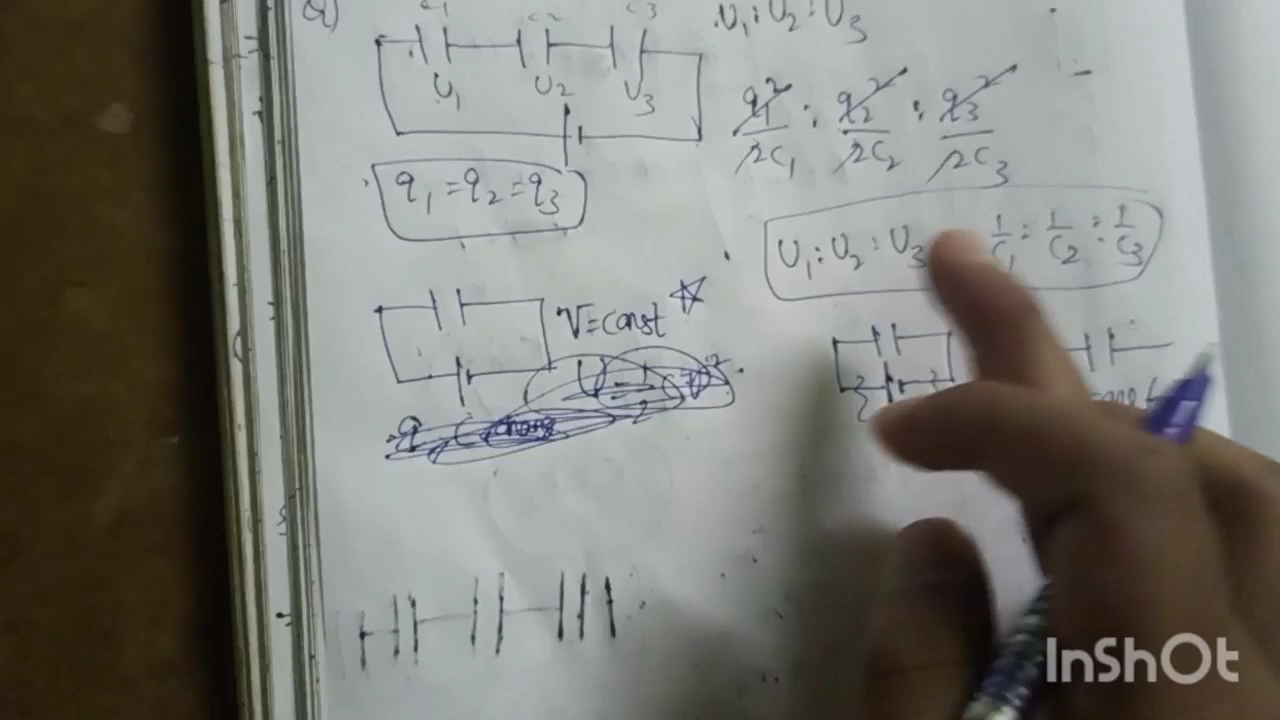 Q)
C1 C2 C3
U1 U2 U3
q1 = q2 = q3
U1 : U2 : U3
q1²/2C1 : q2²/2C2 : q3²/2C3
U1 : U2 : U3 1/C1 : 1/C2 : 1/C3
V=const
InShOt